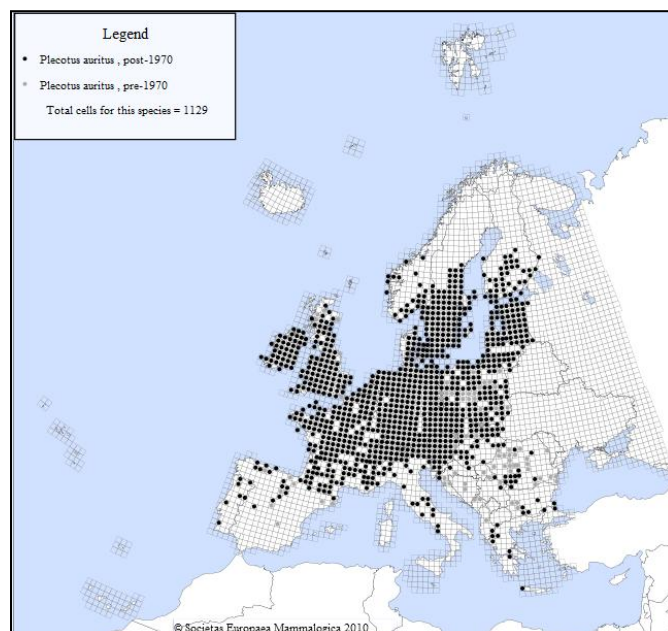 Legend
Plecotus auritus , post-1970
Plecotus auritus , pre-1970
Total cells for this species = 1129
© Societas Europaea Mammalogica 2010